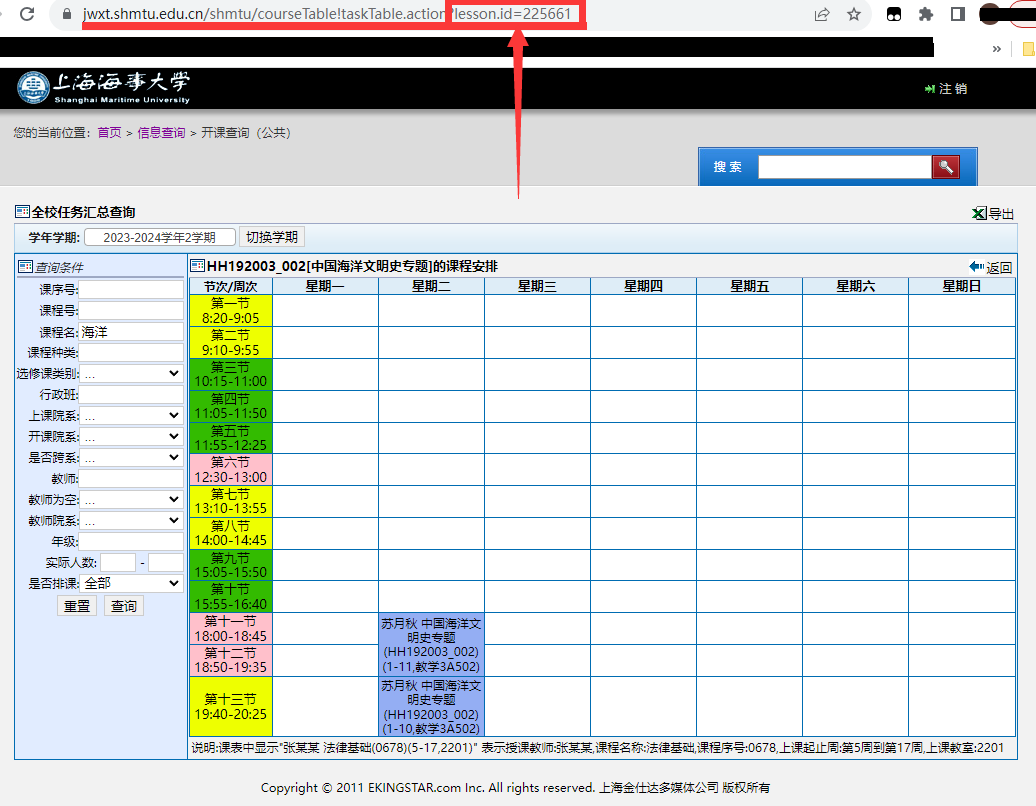 jwxt.shmtu.edu.cn/shmtu/courseTable!taskTable.action?lesson.id=225661
»
上海海事大学
Shanghai Maritime University
注 销
您的当前位置：首页 > 信息查询 > 开课查询（公共）
搜 索
全校任务汇总查询
导出
学年学期: 2023-2024学年2学期 切换学期
查询条件
课序号:
课程号:
课程名: 海洋
课程种类:
选修课类别: ...
行政班:
上课院系: ...
开课院系: ...
是否跨系: ...
教师:
教师为空: ...
教师院系: ...
年级:
实际人数: -
是否排课: 全部
重置 查询
HH192003_002[中国海洋文明史专题]的课程安排
返回
节次/周次 星期一 星期二 星期三 星期四 星期五 星期六 星期日
第一节
8:20-9:05
第二节
9:10-9:55
第三节
10:15-11:00
第四节
11:05-11:50
第五节
11:55-12:25
第六节
12:30-13:00
第七节
13:10-13:55
第八节
14:00-14:45
第九节
15:05-15:50
第十节
15:55-16:40
第十一节
18:00-18:45
第十二节
18:50-19:35
苏月秋 中国海洋文
明史专题
(HH192003_002)
(1-11,教学3A502)
第十三节
19:40-20:25
苏月秋 中国海洋文
明史专题
(HH192003_002)
(1-10,教学3A502)
说明:课表中显示"张某某 法律基础(0678)(5-17,2201)" 表示授课教师:张某某,课程名称:法律基础,课程序号:0678,上课起止周:第5周到第17周,上课教室:2201
Copyright © 2011 EKINGSTAR.com Inc. All rights reserved. 上海金仕达多媒体公司 版权所有